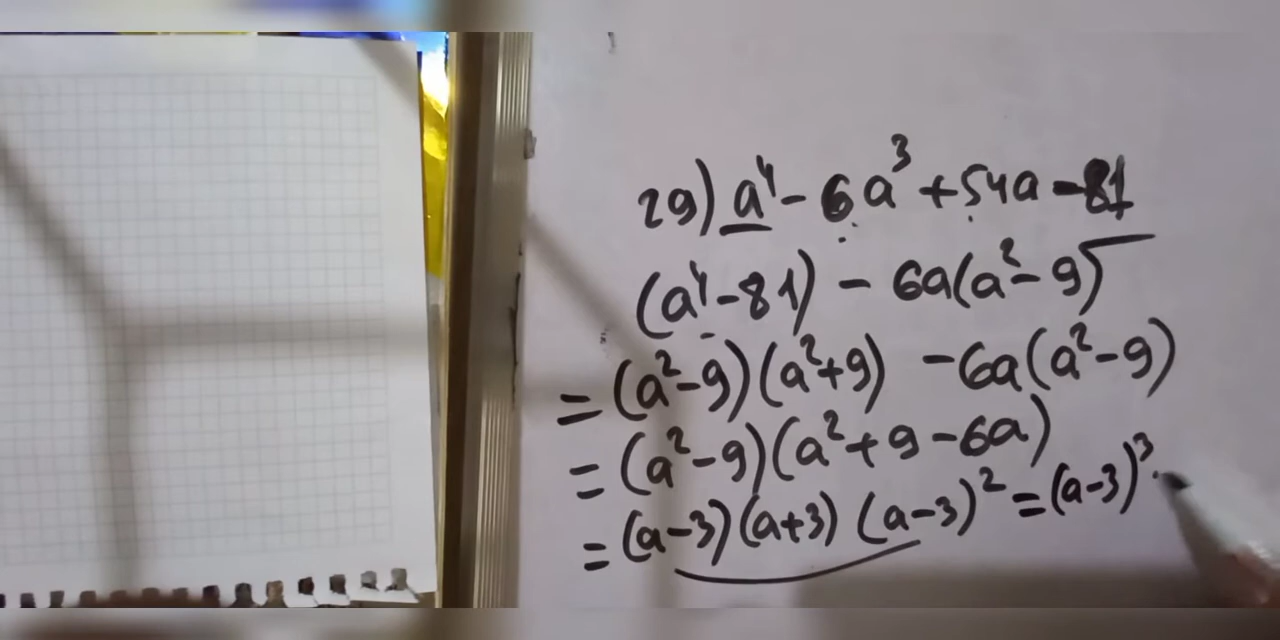 29) a⁴ - 6a³ + 54a - 81
(a⁴ - 81) - 6a(a² - 9)
= (a² - 9)(a² + 9) - 6a(a² - 9)
= (a² - 9)(a² + 9 - 6a)
= (a - 3)(a + 3)(a - 3)² = (a - 3)³ ·